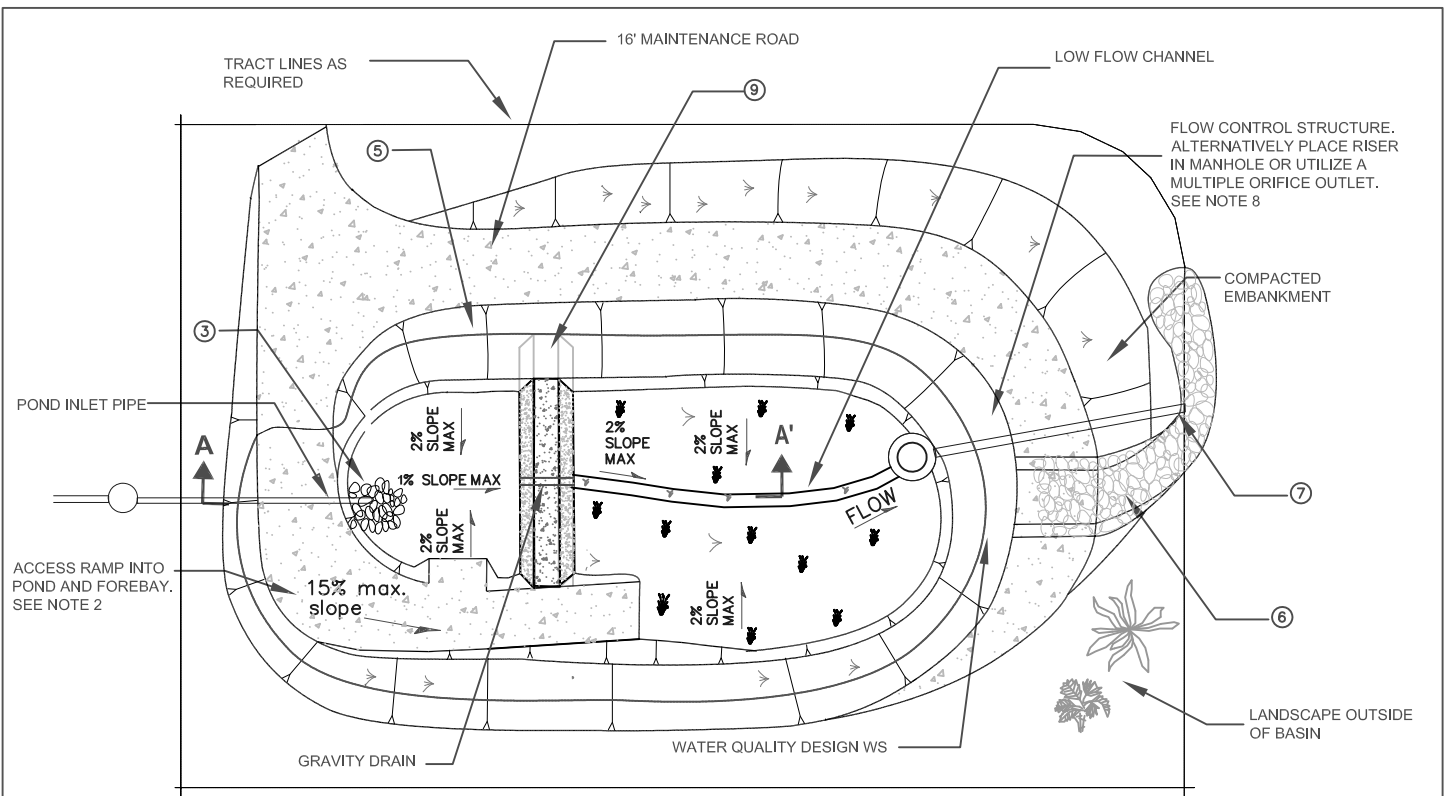 16' MAINTENANCE ROAD
TRACT LINES AS
REQUIRED
LOW FLOW CHANNEL
9
FLOW CONTROL STRUCTURE.
ALTERNATIVELY PLACE RISER
IN MANHOLE OR UTILIZE A
MULTIPLE ORIFICE OUTLET.
SEE NOTE 8
5
COMPACTED
EMBANKMENT
3
POND INLET PIPE
A
2%
SLOPE
MAX
2%
SLOPE
MAX
2%
SLOPE
MAX
A'
1% SLOPE MAX
FLOW
7
2%
SLOPE
MAX
ACCESS RAMP INTO
POND AND FOREBAY.
SEE NOTE 2
15% max.
slope
2%
SLOPE
MAX
6
LANDSCAPE OUTSIDE
OF BASIN
WATER QUALITY DESIGN WS
GRAVITY DRAIN